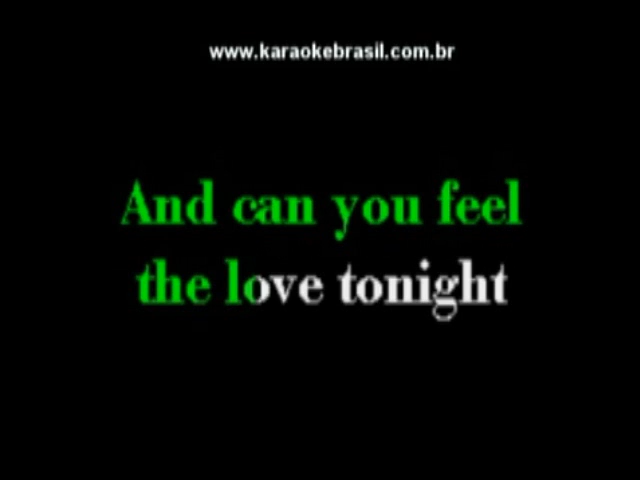 www.karaokebrasil.com.br
And can you feel
the love tonight